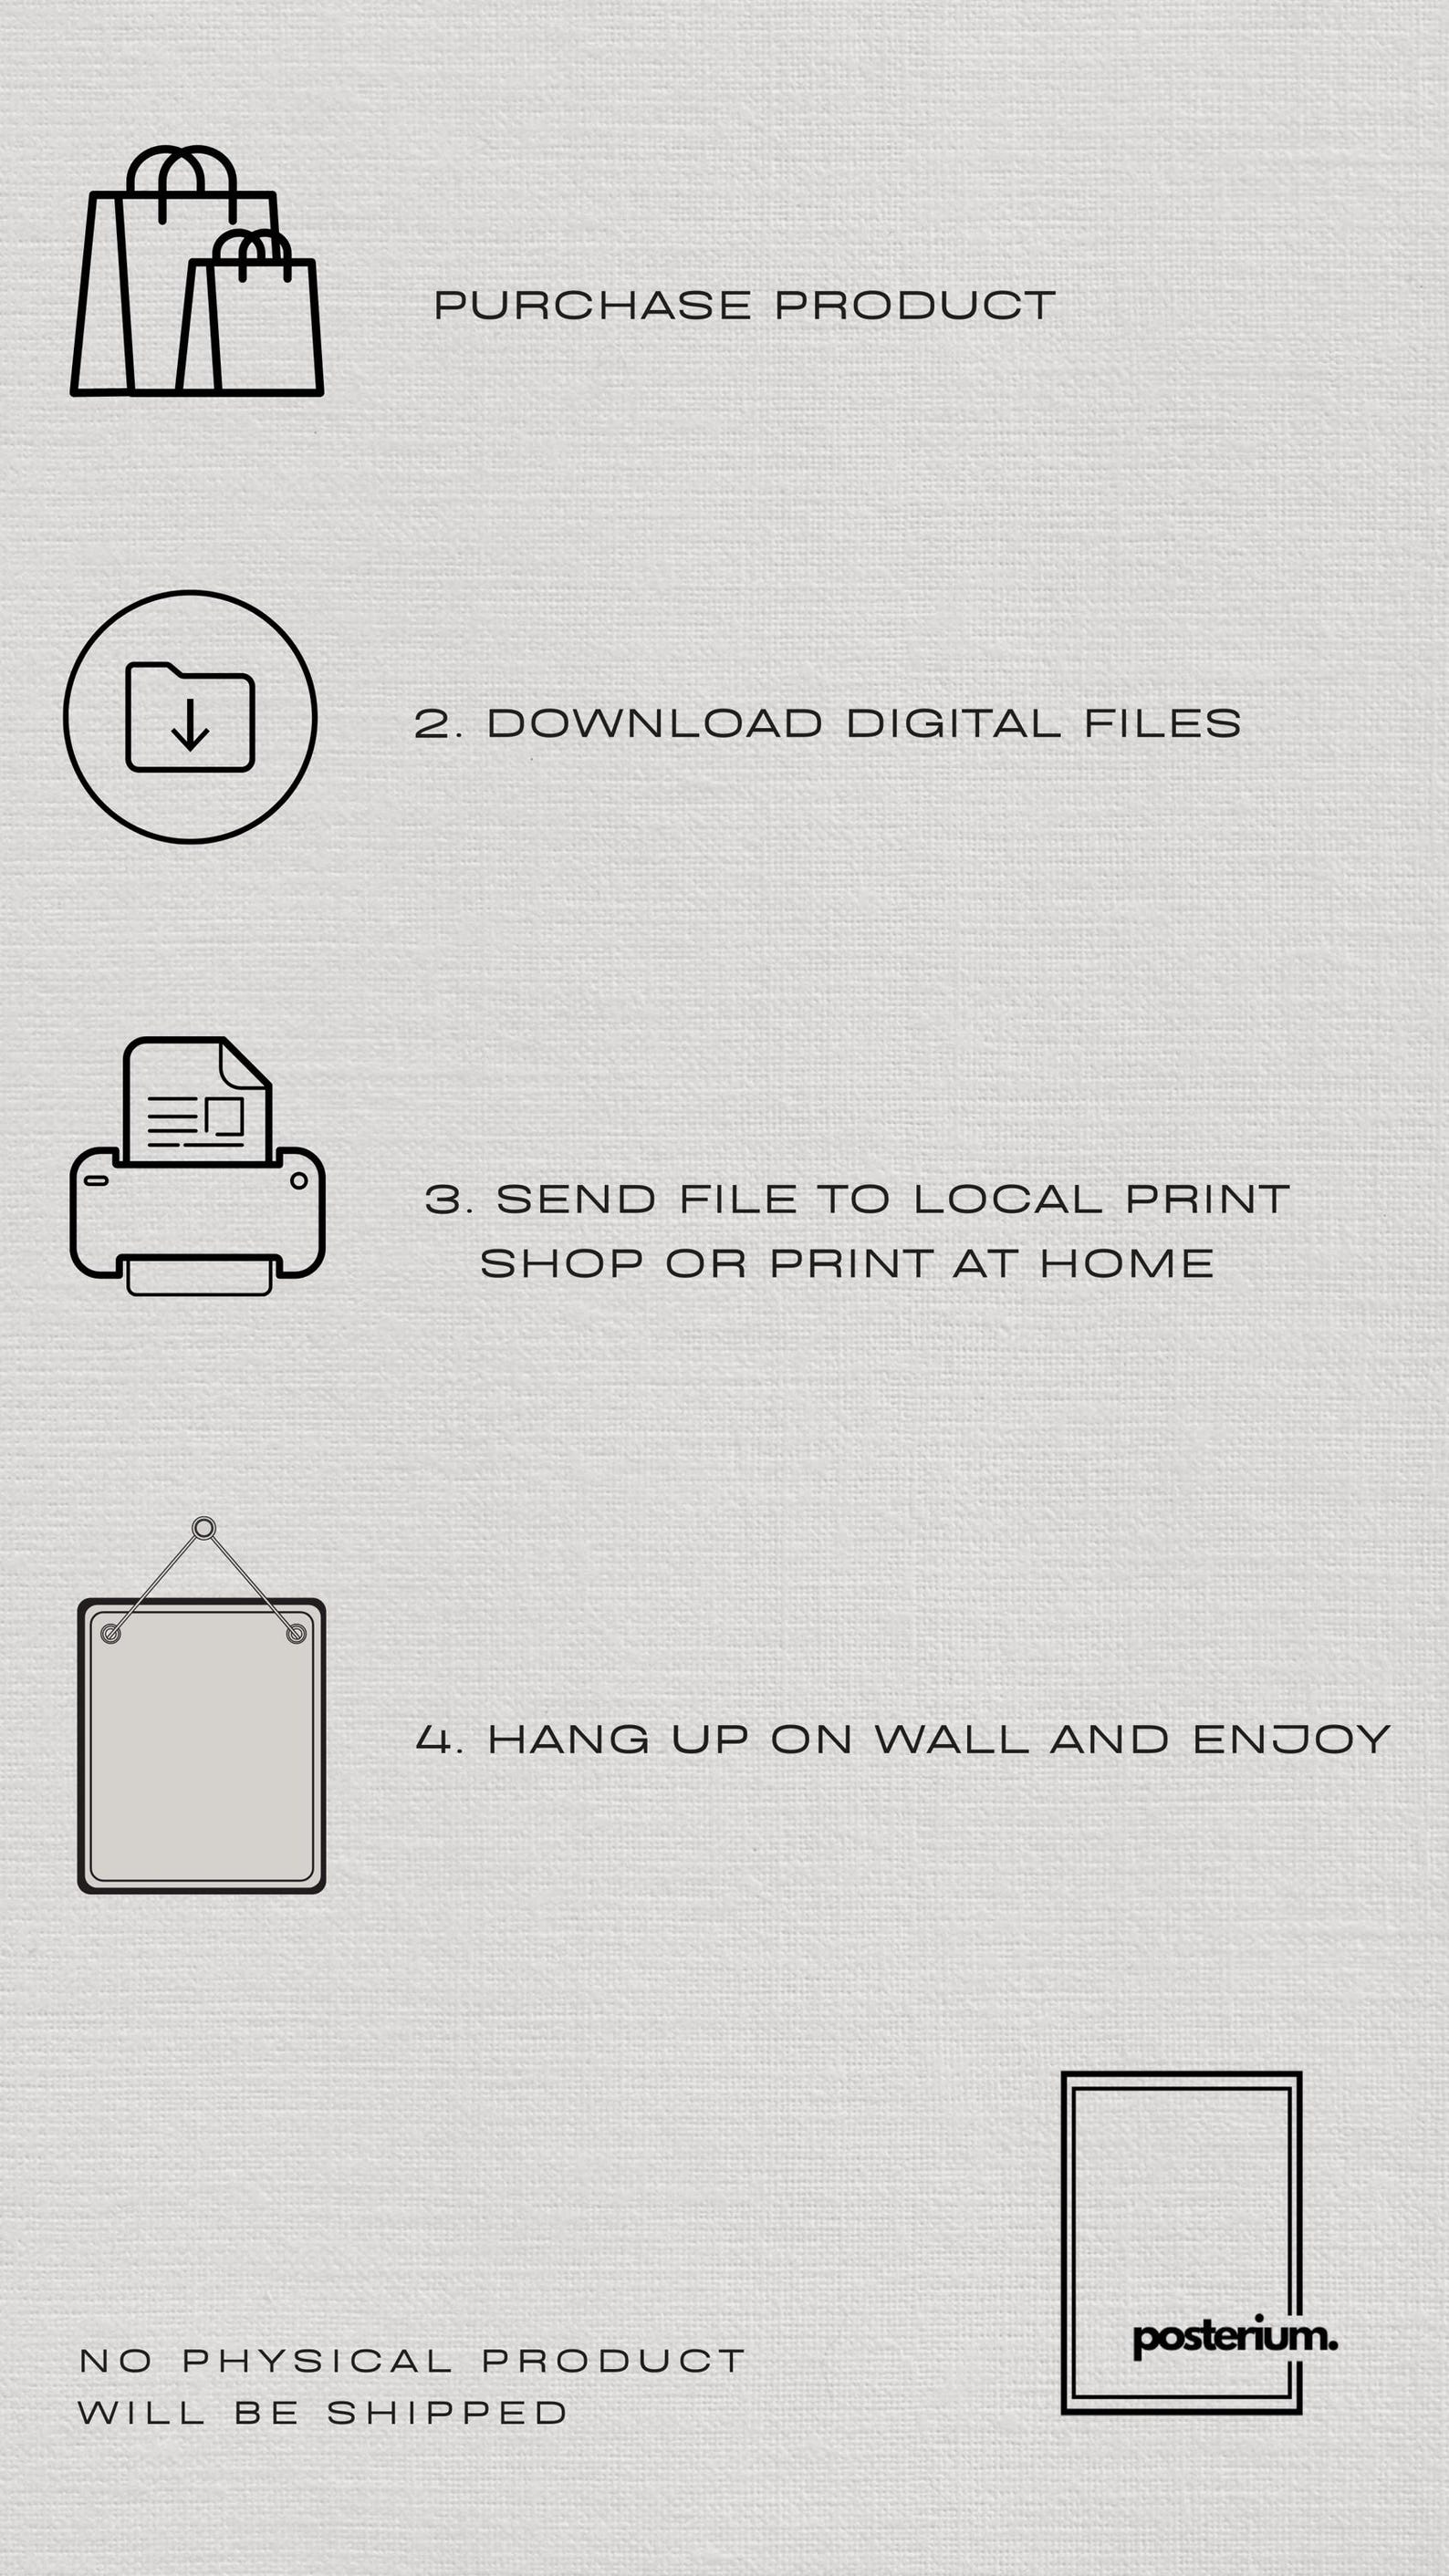 PURCHASE PRODUCT
2. DOWNLOAD DIGITAL FILES
3. SEND FILE TO LOCAL PRINT
SHOP OR PRINT AT HOME
4. HANG UP ON WALL AND ENJOY
NO PHYSICAL PRODUCT
WILL BE SHIPPED
posterium.